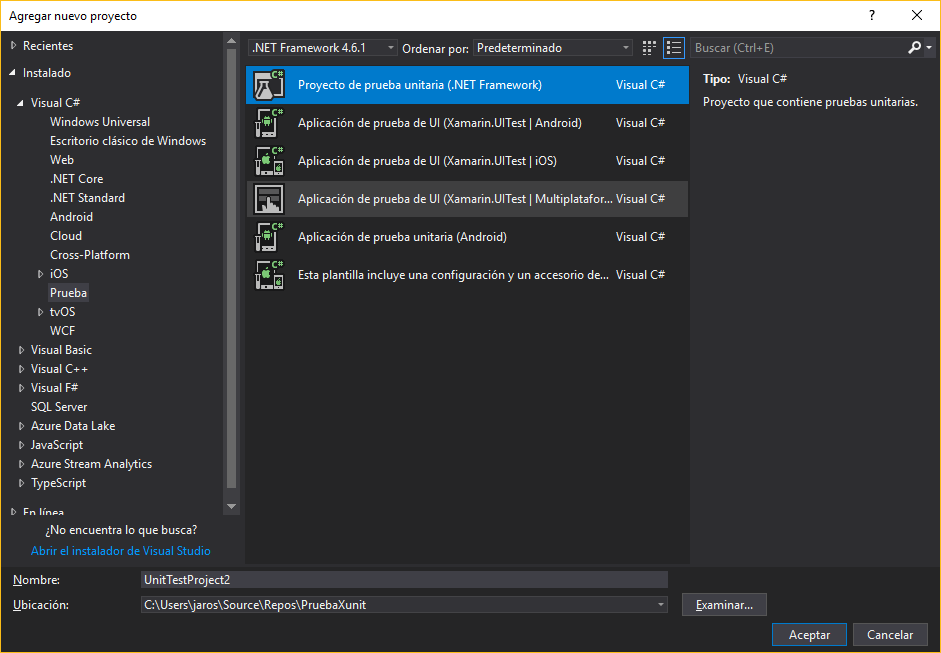 Agregar nuevo proyecto
?
Recientes
Instalado
Visual C#
Windows Universal
Escritorio clásico de Windows
Web
.NET Core
.NET Standard
Android
Cloud
Cross-Platform
iOS
Prueba
tvOS
WCF
Visual Basic
Visual C++
Visual F#
SQL Server
Azure Data Lake
JavaScript
Azure Stream Analytics
TypeScript
En línea
¿No encuentra lo que busca?
Abrir el instalador de Visual Studio
.NET Framework 4.6.1 Ordenar por: Predeterminado
C# Proyecto de prueba unitaria (.NET Framework) Visual C#
C# Aplicación de prueba de UI (Xamarin.UITest | Android) Visual C#
C# Aplicación de prueba de UI (Xamarin.UITest | iOS) Visual C#
Aplicación de prueba de UI (Xamarin.UITest | Multiplatafor... Visual C#
C# Aplicación de prueba unitaria (Android) Visual C#
C# Esta plantilla incluye una configuración y un accesorio de... Visual C#
Buscar (Ctrl+E)
Tipo: Visual C#
Proyecto que contiene pruebas unitarias.
Nombre: UnitTestProject2
Ubicación: C:\Users\jaros\Source\Repos\PruebaXunit
Examinar...
Aceptar Cancelar